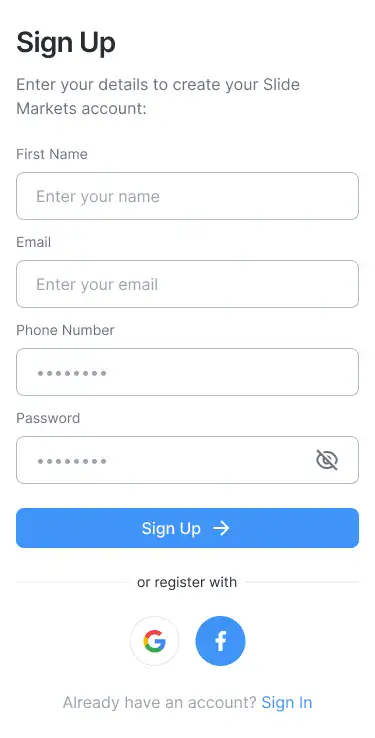 Sign Up
Enter your details to create your Slide
Markets account:
First Name
Enter your name
Email
Enter your email
Phone Number
••••••••
Password
••••••••
Sign Up →
or register with
G f
Already have an account? Sign In